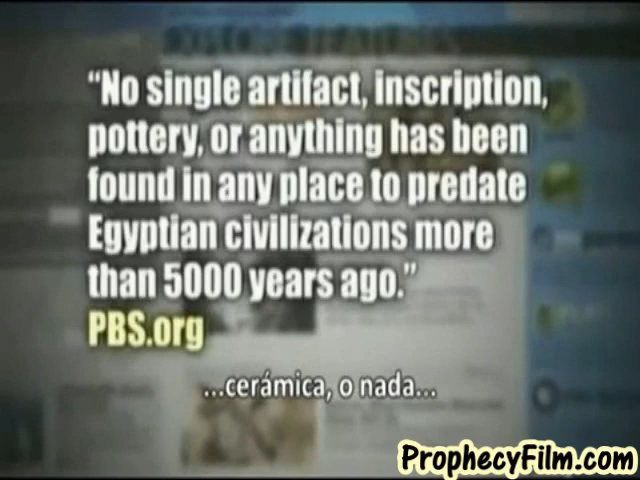 “No single artifact, inscription,
pottery, or anything has been
found in any place to predate
Egyptian civilizations more
than 5000 years ago.”
PBS.org
...cerámica, o nada...
ProphecyFilm.com